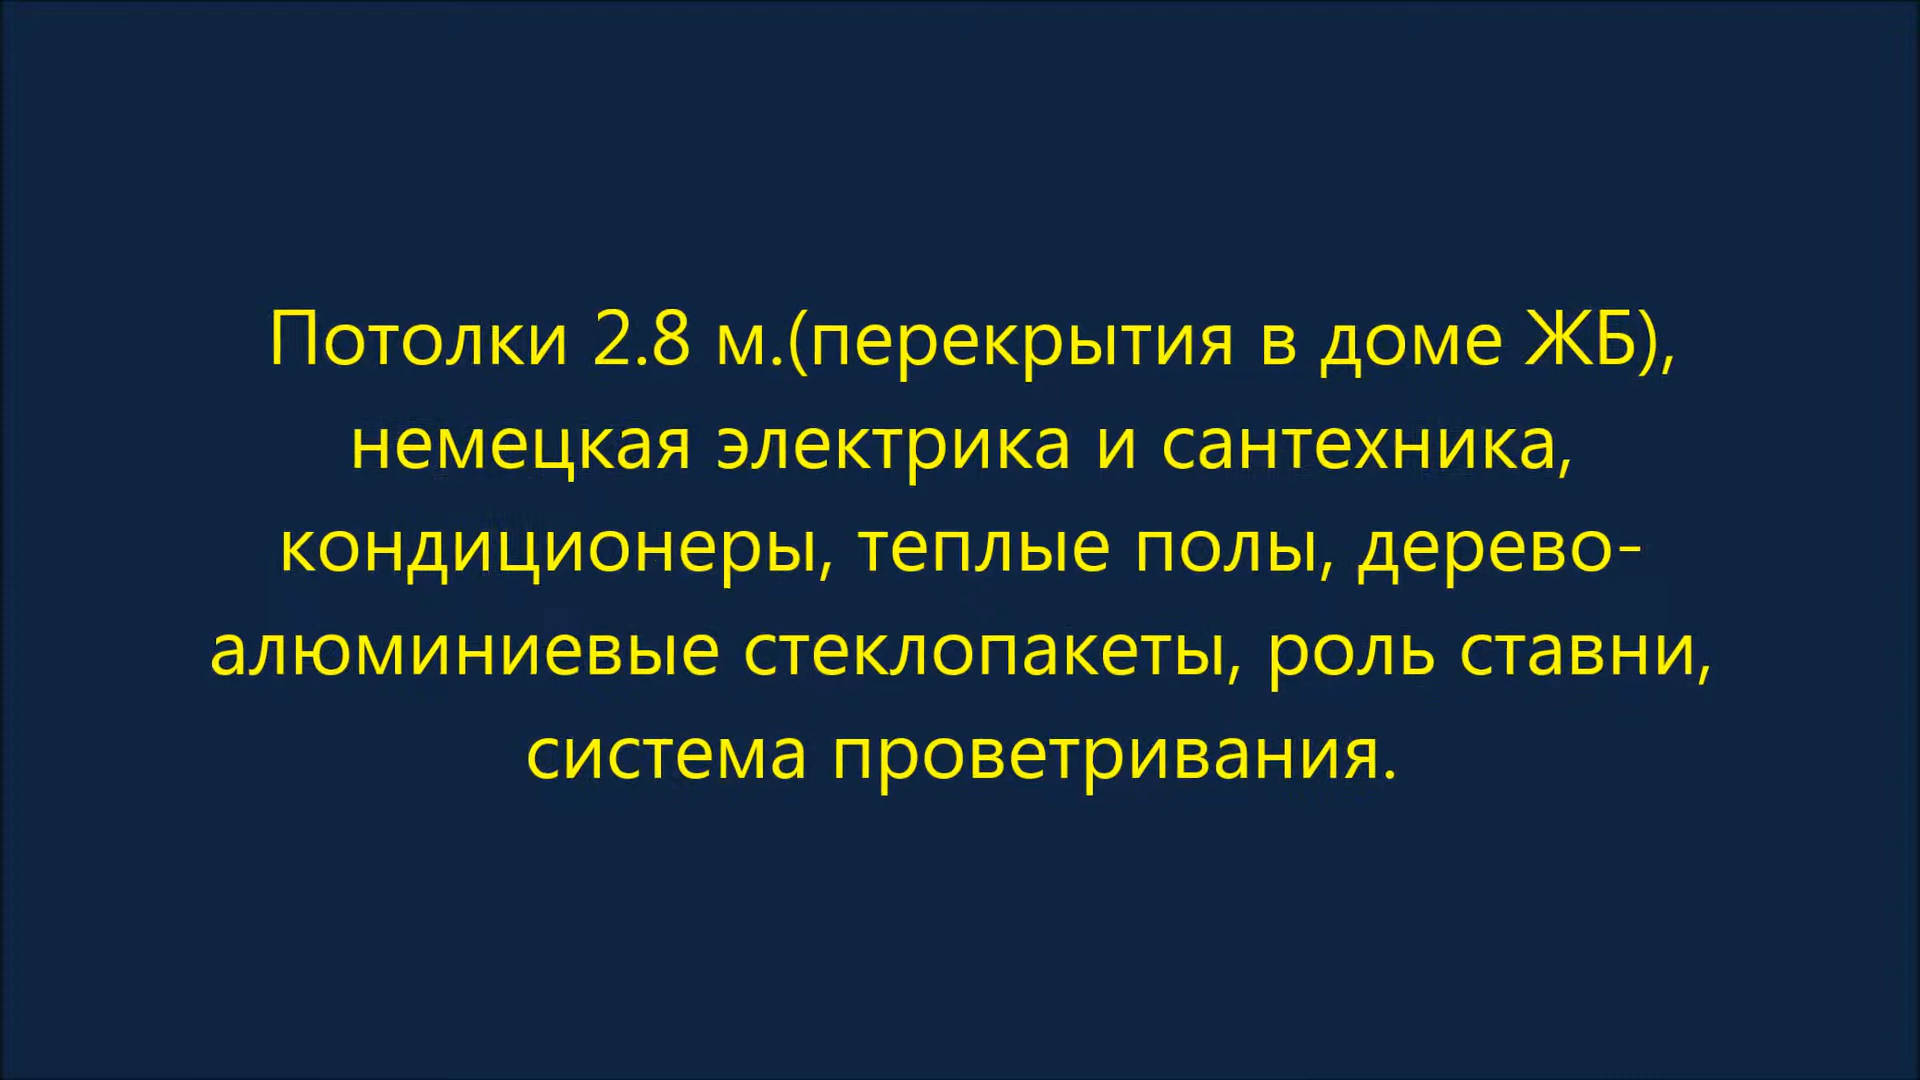 Потолки 2.8 м.(перекрытия в доме ЖБ),
немецкая электрика и сантехника,
кондиционеры, теплые полы, дерево-
алюминиевые стеклопакеты, роль ставни,
система проветривания.